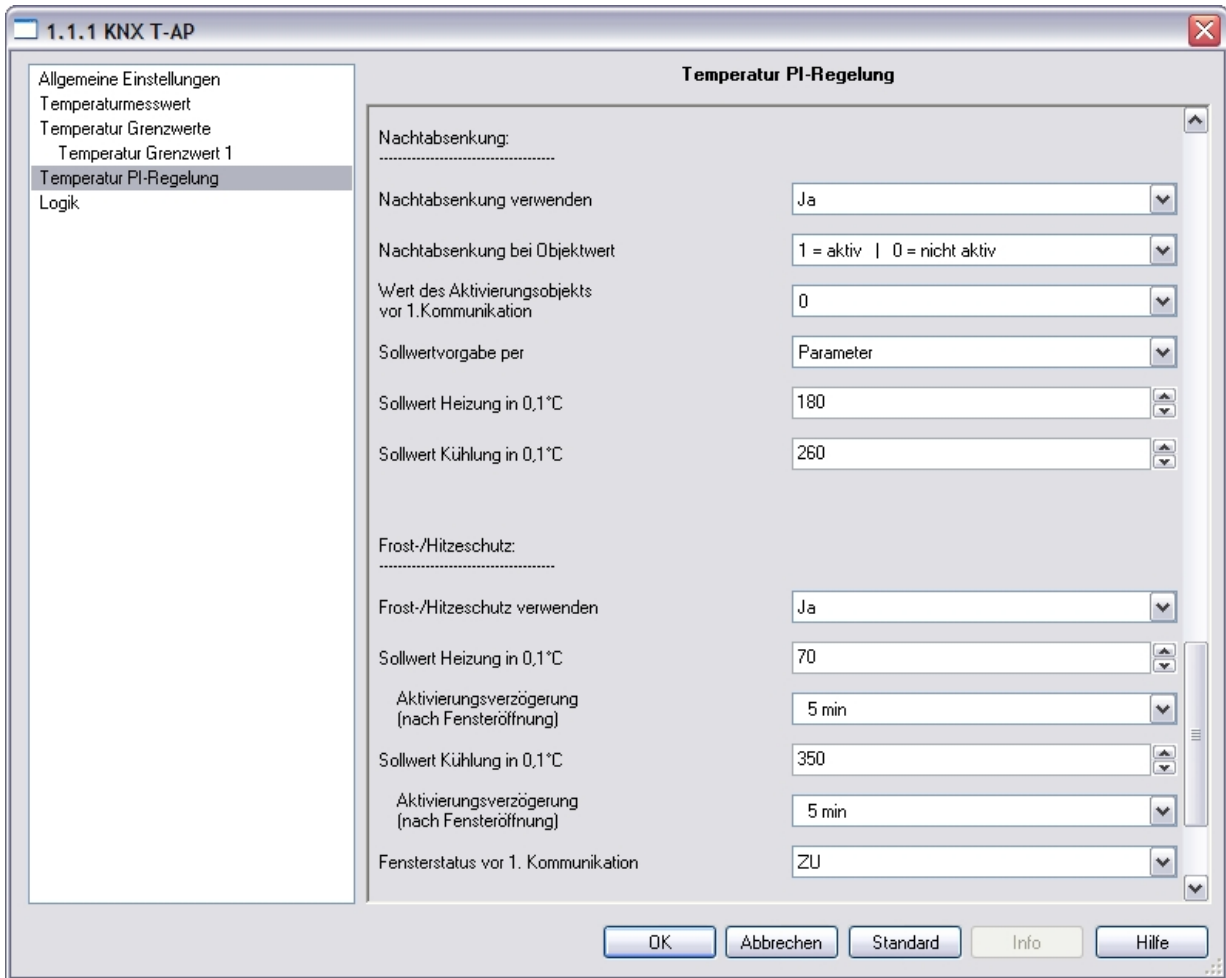 1.1.1 KNX T-AP
Allgemeine Einstellungen
Temperaturmesswert
Temperatur Grenzwerte
Temperatur Grenzwert 1
Temperatur PI-Regelung
Logik
Temperatur PI-Regelung
Nachtabsenkung:
--------------------------------------
Nachtabsenkung verwenden
Ja
Nachtabsenkung bei Objektwert
1 = aktiv | 0 = nicht aktiv
Wert des Aktivierungsobjekts
vor 1.Kommunikation
0
Sollwertvorgabe per
Parameter
Sollwert Heizung in 0,1°C
180
Sollwert Kühlung in 0,1°C
260
Frost-/Hitzeschutz:
--------------------------------------
Frost-/Hitzeschutz verwenden
Ja
Sollwert Heizung in 0,1°C
70
Aktivierungsverzögerung
(nach Fensteröffnung)
5 min
Sollwert Kühlung in 0,1°C
350
Aktivierungsverzögerung
(nach Fensteröffnung)
5 min
Fensterstatus vor 1. Kommunikation
ZU
OK
Abbrechen
Standard
Info
Hilfe